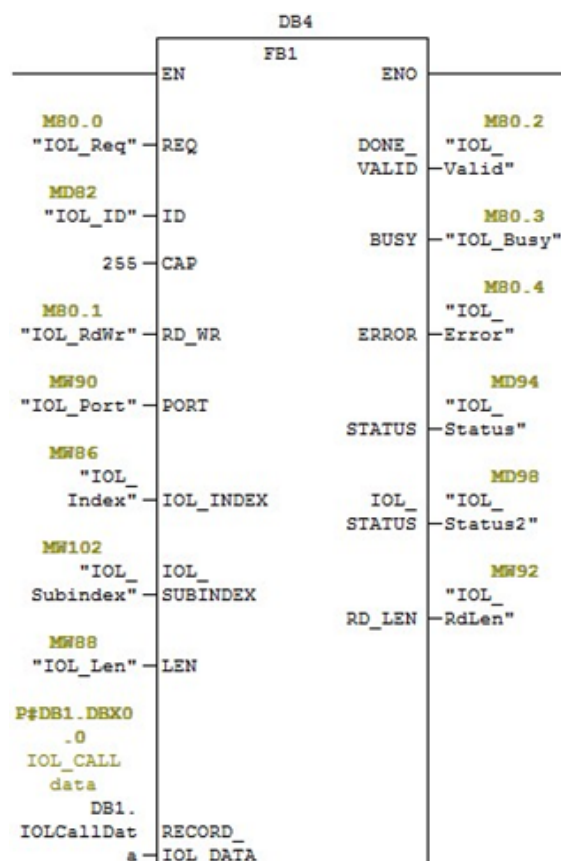 DB4
FB1
EN ENO
M80.0
"IOL_Req" REQ
MD82
"IOL_ID" ID
255 CAP
M80.1
"IOL_RdWr" RD_WR
MW90
"IOL_Port" PORT
MW86
"IOL_
Index" IOL_INDEX
MW102
"IOL_ IOL_
Subindex" SUBINDEX
MW88
"IOL_Len" LEN
P#DB1.DBX0
.0
IOL_CALL
data
DB1.
IOLCallDat RECORD_
a IOL_DATA
M80.2
DONE_ "IOL_
VALID Valid"
M80.3
BUSY "IOL_Busy"
M80.4
"IOL_
ERROR Error"
MD94
"IOL_
STATUS Status"
MD98
IOL_ "IOL_
STATUS Status2"
MW92
"IOL_
RD_LEN RdLen"